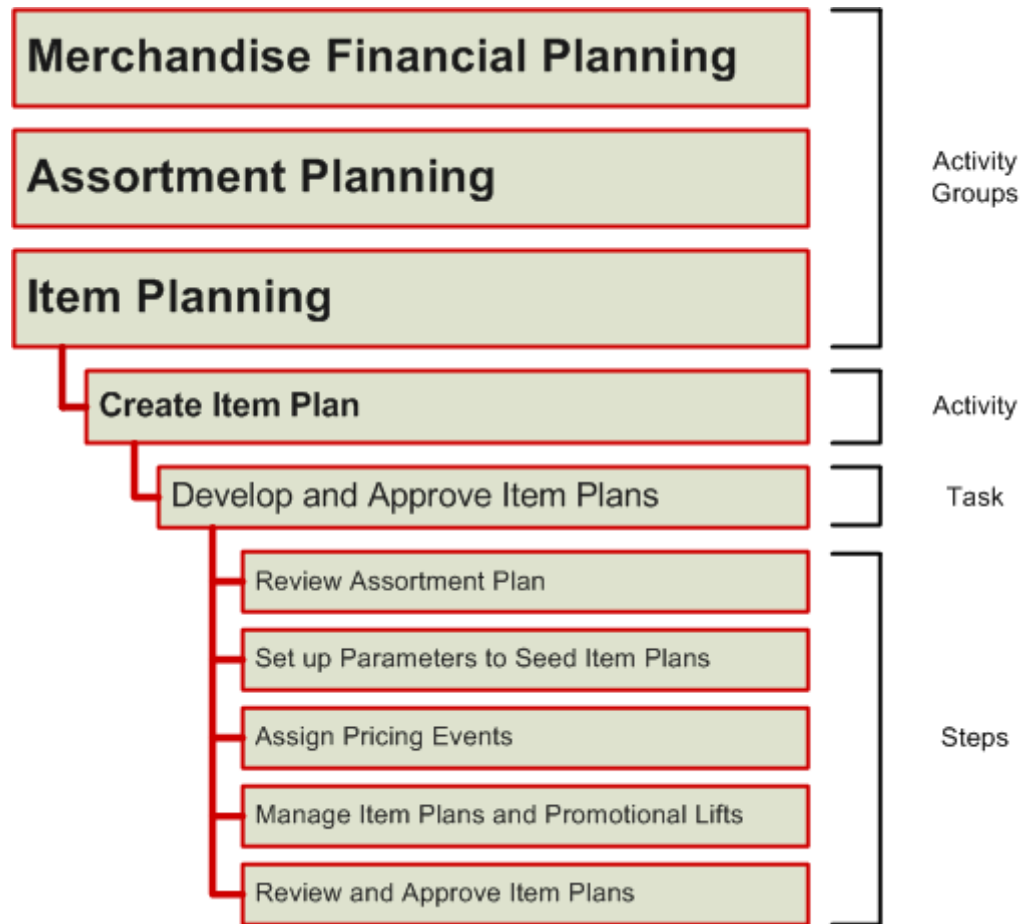 Merchandise Financial Planning
Assortment Planning
Activity
Groups
Item Planning
Create Item Plan
Activity
Develop and Approve Item Plans
Task
Review Assortment Plan
Set up Parameters to Seed Item Plans
Assign Pricing Events
Steps
Manage Item Plans and Promotional Lifts
Review and Approve Item Plans